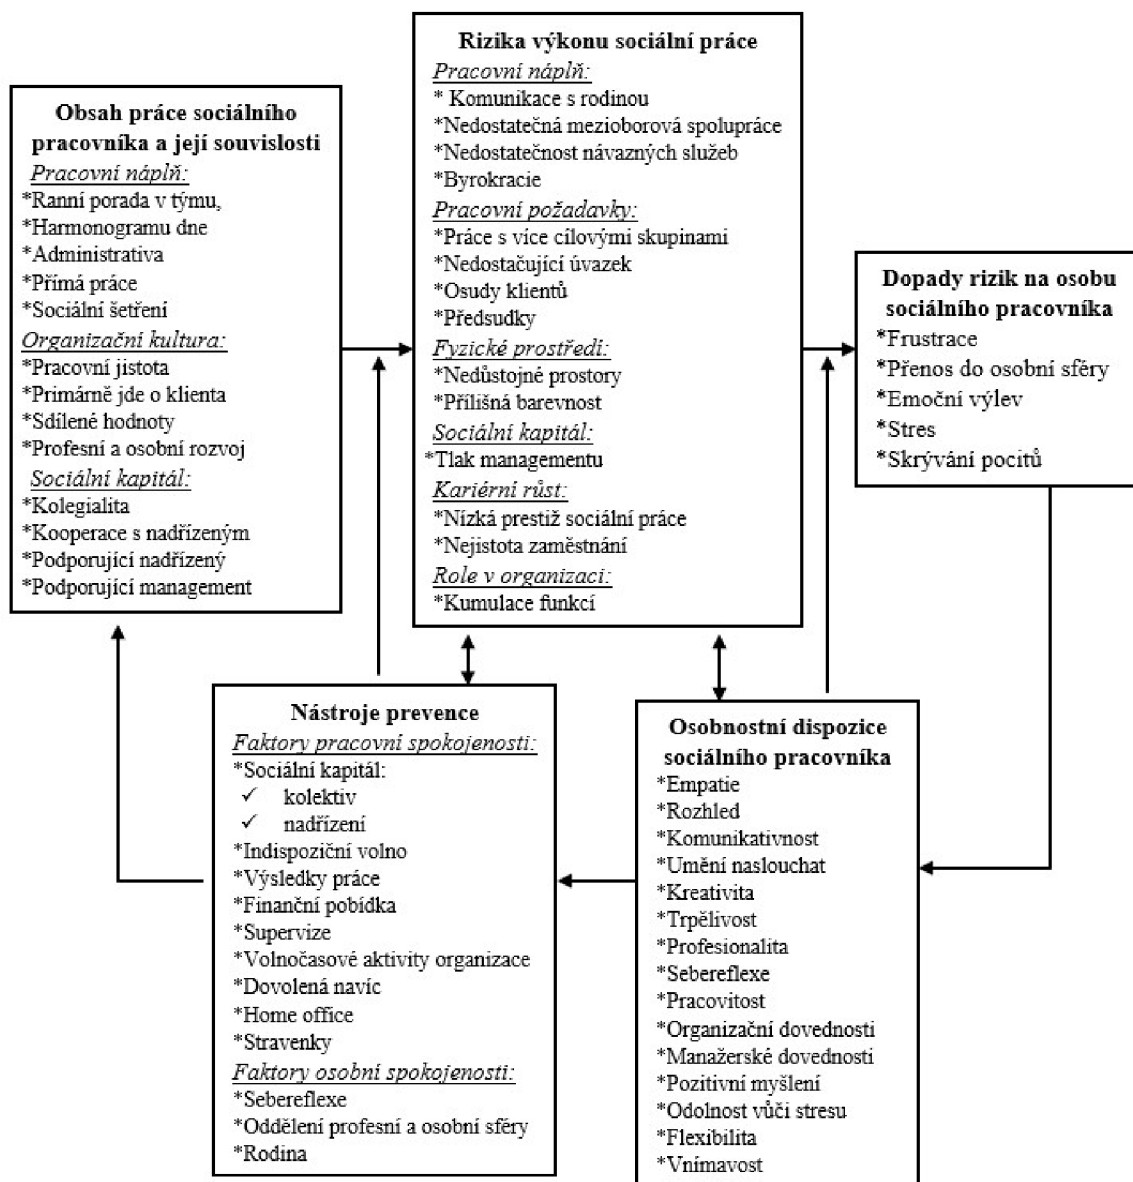 Obsah práce sociálního
pracovníka a její souvislosti
Pracovní náplň:
*Ranní porada v týmu,
*Harmonogramu dne
*Administrativa
*Přímá práce
*Sociální šetření
Organizační kultura:
*Pracovní jistota
*Primárně jde o klienta
*Sdílené hodnoty
*Profesní a osobní rozvoj
Sociální kapitál:
*Kolegialita
*Kooperace s nadřízeným
*Podporující nadřízený
*Podporující management
Rizika výkonu sociální práce
Pracovní náplň:
* Komunikace s rodinou
*Nedostatečná mezioborová spolupráce
*Nedostatečnost návazných služeb
*Byrokracie
Pracovní požadavky:
*Práce s více cílovými skupinami
*Nedostačující úvazek
*Osudy klientů
*Předsudky
Fyzické prostředí:
*Nedůstojné prostory
*Přílišná barevnost
Sociální kapitál:
*Tlak managementu
Kariérní růst:
*Nízká prestiž sociální práce
*Nejistota zaměstnání
Role v organizaci:
*Kumulace funkcí
Dopady rizik na osobu
sociálního pracovníka
*Frustrace
*Přenos do osobní sféry
*Emoční výlev
*Stres
*Skrývání pocitů
Nástroje prevence
Faktory pracovní spokojenosti:
*Sociální kapitál:
✓ kolektiv
✓ nadřízení
*Indispoziční volno
*Výsledky práce
*Finanční pobídka
*Supervize
*Volnočasové aktivity organizace
*Dovolená navíc
*Home office
*Stravenky
Faktory osobní spokojenosti:
*Sebereflexe
*Oddělení profesní a osobní sféry
*Rodina
Osobnostní dispozice
sociálního pracovníka
*Empatie
*Rozhled
*Komunikativnost
*Umění naslouchat
*Kreativita
*Trpělivost
*Profesionalita
*Sebereflexe
*Pracovitost
*Organizační dovednosti
*Manažerské dovednosti
*Pozitivní myšlení
*Odolnost vůči stresu
*Flexibilita
*Vnímavost